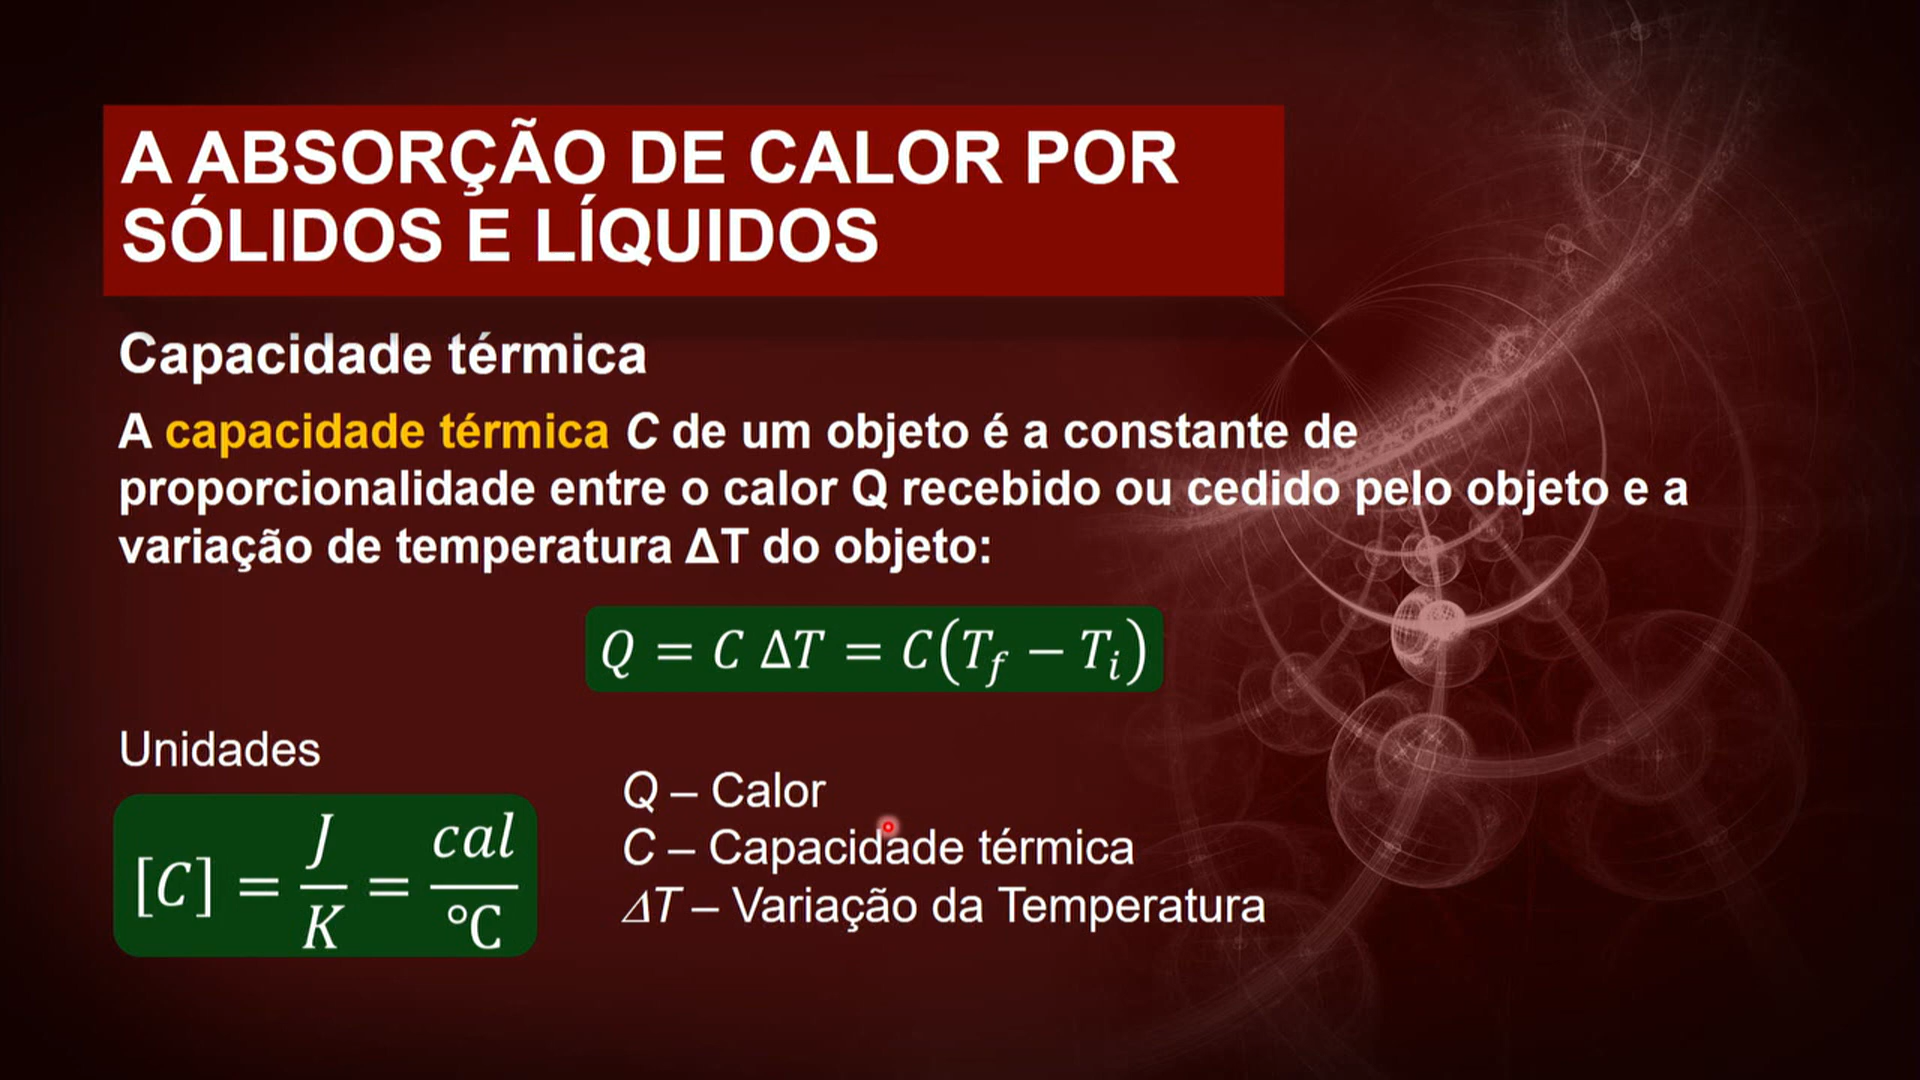 A ABSORÇÃO DE CALOR POR
SÓLIDOS E LÍQUIDOS
Capacidade térmica
A capacidade térmica C de um objeto é a constante de
proporcionalidade entre o calor Q recebido ou cedido pelo objeto e a
variação de temperatura ΔT do objeto:
Q = C ΔT = C(T_f − T_i)
Unidades
[C] = J/K = cal/°C
Q – Calor
C – Capacidade térmica
ΔT – Variação da Temperatura